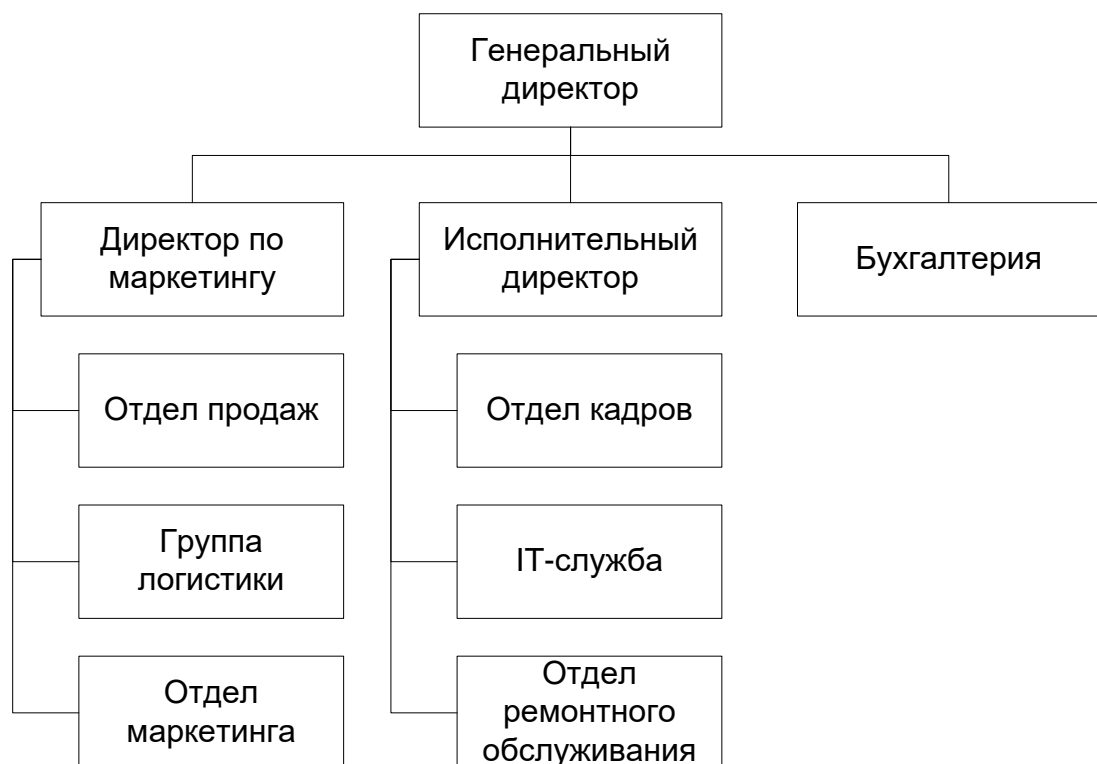 Генеральный
директор
Директор по
маркетингу
Исполнительный
директор
Бухгалтерия
Отдел продаж
Отдел кадров
Группа
логистики
IT-служба
Отдел
маркетинга
Отдел
ремонтного
обслуживания